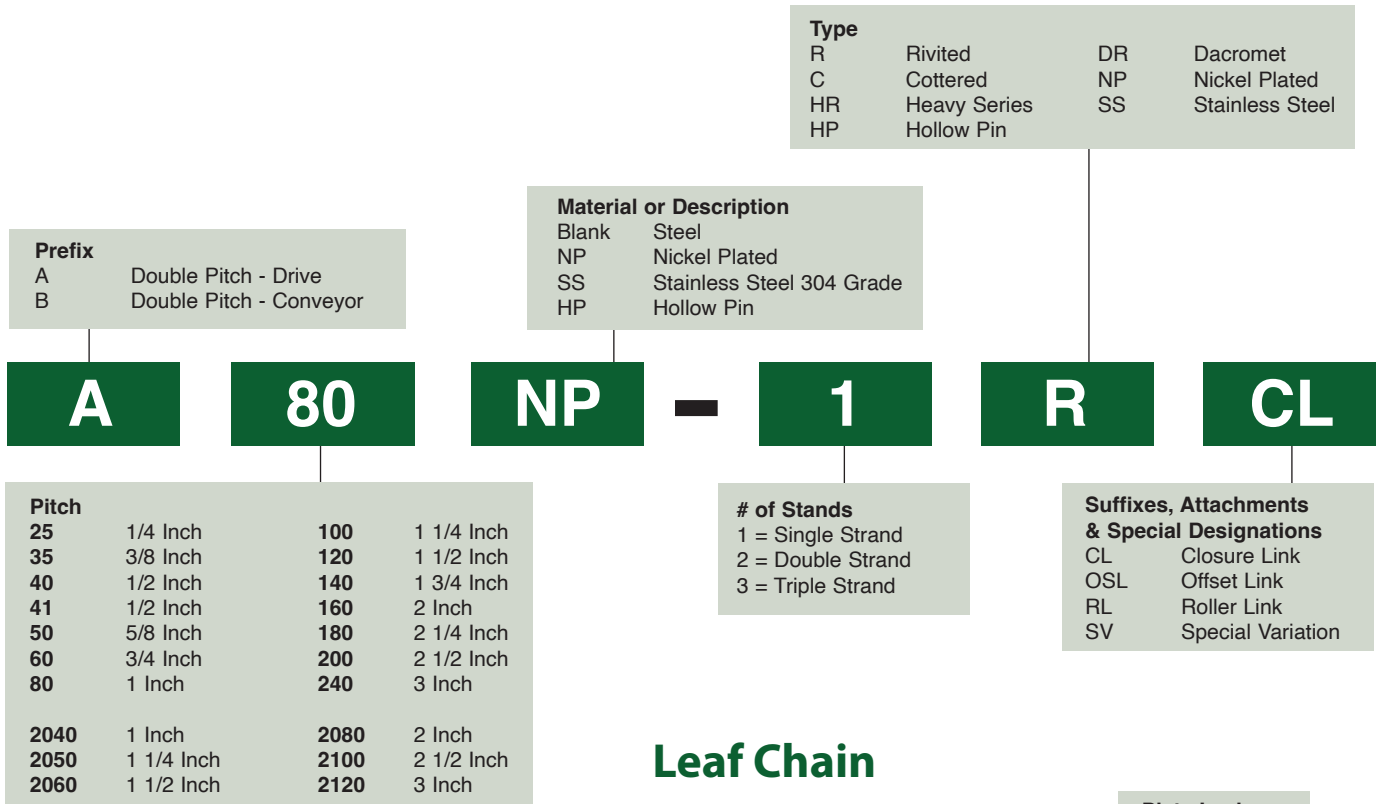 Type
R Rivited DR Dacromet
C Cottered NP Nickel Plated
HR Heavy Series SS Stainless Steel
HP Hollow Pin
Material or Description
Blank Steel
NP Nickel Plated
SS Stainless Steel 304 Grade
HP Hollow Pin
Prefix
A Double Pitch - Drive
B Double Pitch - Conveyor
A 80 NP - 1 R CL
Pitch
25 1/4 Inch 100 1 1/4 Inch
35 3/8 Inch 120 1 1/2 Inch
40 1/2 Inch 140 1 3/4 Inch
41 1/2 Inch 160 2 Inch
50 5/8 Inch 180 2 1/4 Inch
60 3/4 Inch 200 2 1/2 Inch
80 1 Inch 240 3 Inch
2040 1 Inch 2080 2 Inch
2050 1 1/4 Inch 2100 2 1/2 Inch
2060 1 1/2 Inch 2120 3 Inch
# of Stands
1 = Single Strand
2 = Double Strand
3 = Triple Strand
Suffixes, Attachments
& Special Designations
CL Closure Link
OSL Offset Link
RL Roller Link
SV Special Variation
Leaf Chain